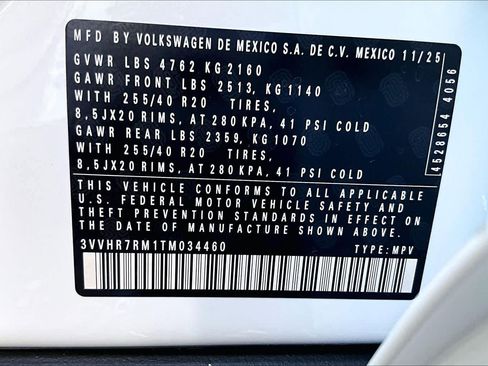 MFD BY VOLKSWAGEN DE MEXICO S.A. DE C.V. MEXICO 11/25
GVWR LBS 4762 KG 2160
GAWR FRONT LBS 2513, KG 1140
WITH 255/40 R20 TIRES,
8,5JX20 RIMS, AT 280 KPA, 41 PSI COLD
GAWR REAR LBS 2359, KG 1070
WITH 255/40 R20 TIRES,
8,5JX20 RIMS, AT 280 KPA, 41 PSI COLD
THIS VEHICLE CONFORMS TO ALL APPLICABLE
U.S. FEDERAL MOTOR VEHICLE SAFETY AND
THEFT PREVENTION STANDARDS IN EFFECT ON
THE DATE OF MANUFACTURE SHOWN ABOVE.
3VVHR7RM1TM034460 TYPE: MPV
4528654 4056